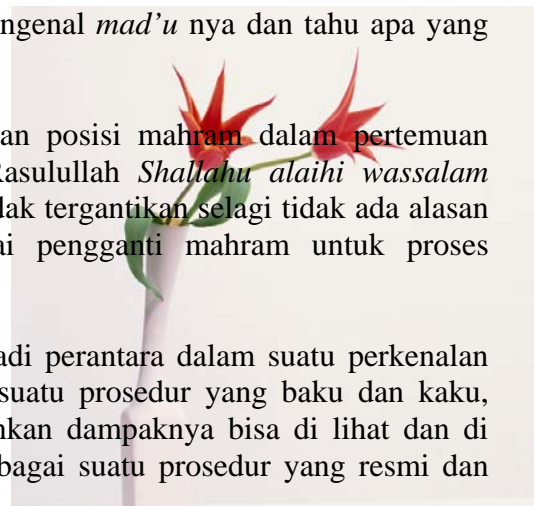 ngenal mad’u nya dan tahu apa yang
an posisi mahram dalam pertemuan
Rasulullah Shallahu alaihi wassalam
dak tergantikan selagi tidak ada alasan
ai pengganti mahram untuk proses
adi perantara dalam suatu perkenalan
suatu prosedur yang baku dan kaku,
nkan dampaknya bisa di lihat dan di
bagai suatu prosedur yang resmi dan